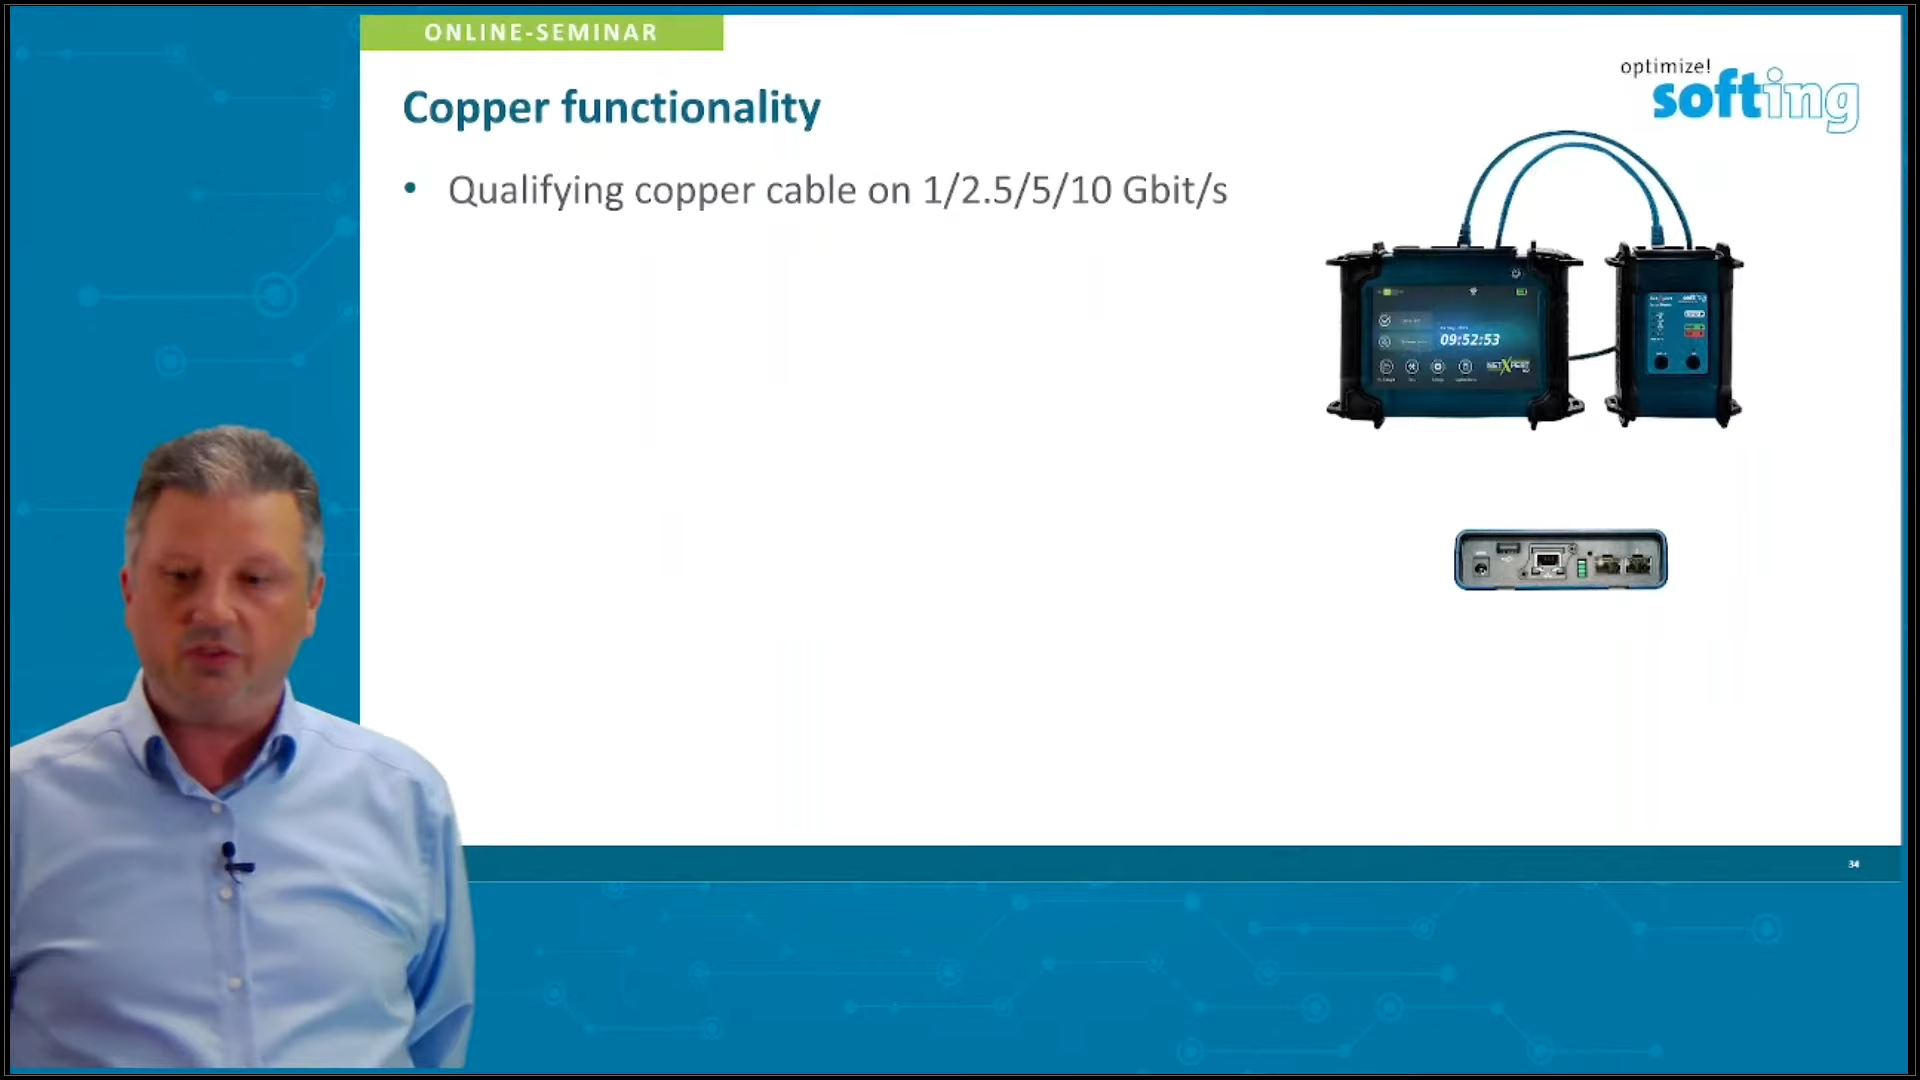 ONLINE-SEMINAR
optimize!
softing
Copper functionality
• Qualifying copper cable on 1/2.5/5/10 Gbit/s
09:52:53
NETXPERT
34